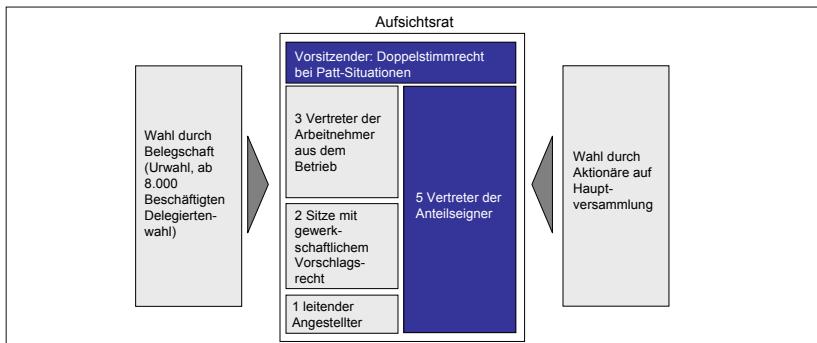 Aufsichtsrat
Vorsitzender: Doppelstimmrecht
bei Patt-Situationen
Wahl durch
Belegschaft
(Urwahl, ab
8.000
Beschäftigten
Delegierten-
wahl)
3 Vertreter der
Arbeitnehmer
aus dem
Betrieb
2 Sitze mit
gewerk-
schaftlichem
Vorschlags-
recht
1 leitender
Angestellter
5 Vertreter der
Anteilseigner
Wahl durch
Aktionäre auf
Haupt-
versammlung